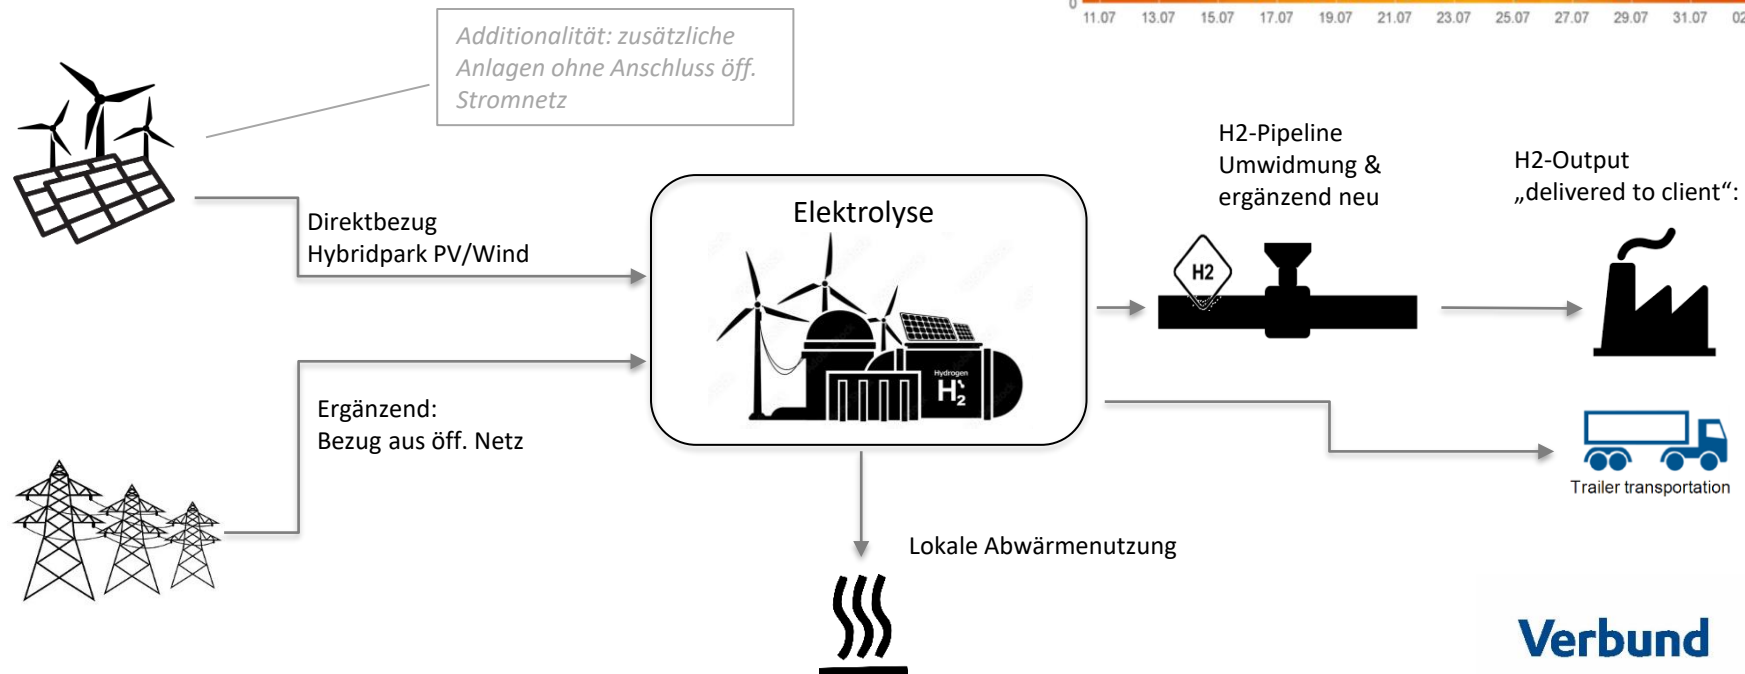 0
11.07 13.07 15.07 17.07 19.07 21.07 23.07 25.07 27.07 29.07 31.07 02
Additionalität: zusätzliche
Anlagen ohne Anschluss öff.
Stromnetz
H2-Pipeline
Umwidmung &
ergänzend neu
H2-Output
„delivered to client“:
Direktbezug
Hybridpark PV/Wind
Elektrolyse
H2
Hydrogen
H2
Ergänzend:
Bezug aus öff. Netz
Trailer transportation
Lokale Abwärmenutzung
Verbund